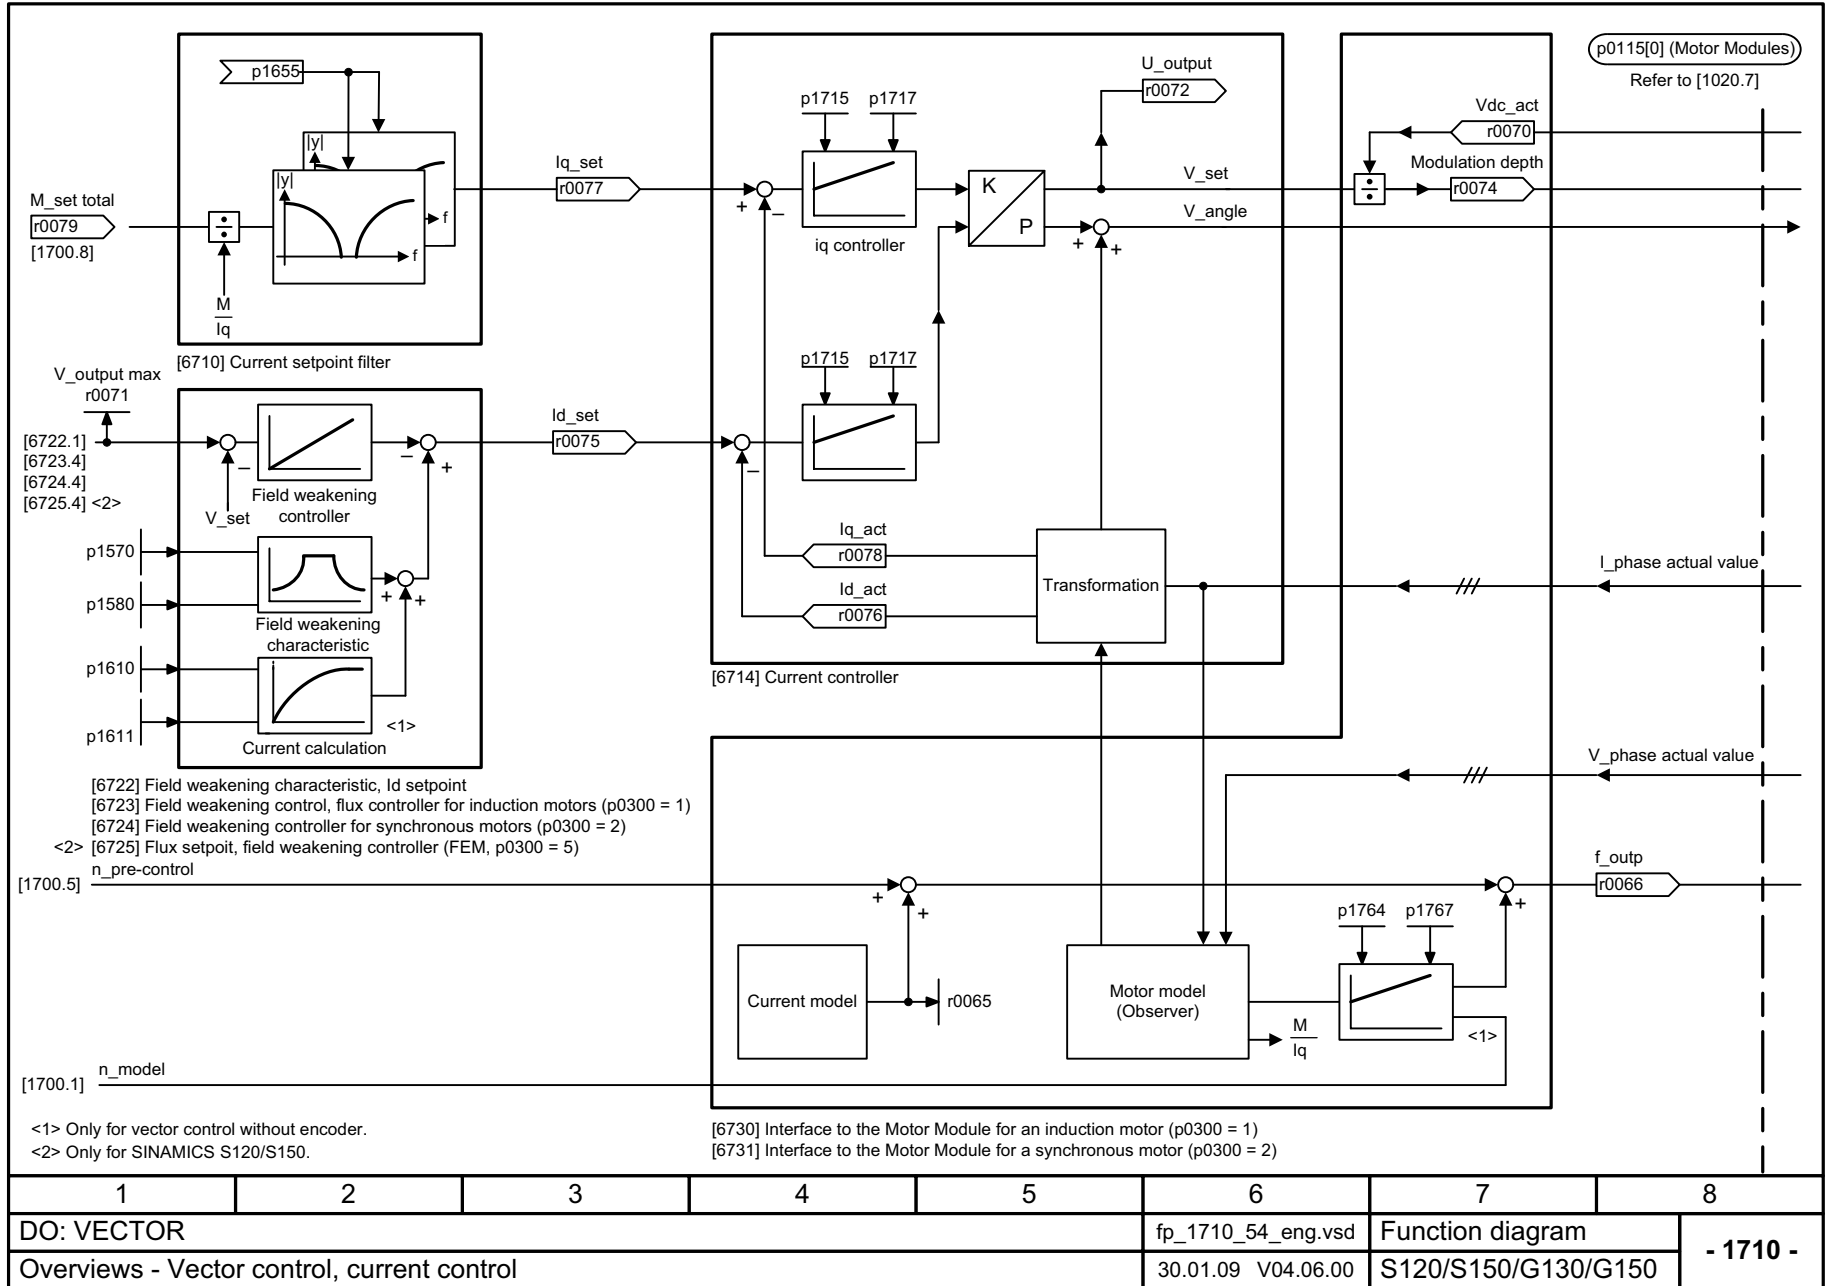 p1655
|y|
|y|
f
f
M_set total
r0079
[1700.8]
M
Iq
[6710] Current setpoint filter
Iq_set
r0077
p1715 p1717
iq controller
K
P
U_output
r0072
V_set
V_angle
p0115[0] (Motor Modules)
Refer to [1020.7]
Vdc_act
r0070
Modulation depth
r0074
V_output max
r0071
[6722.1]
[6723.4]
[6724.4]
[6725.4] <2>
V_set
Field weakening
controller
Id_set
r0075
p1715 p1717
p1570
p1580
Field weakening
characteristic
p1610
p1611
<1>
Current calculation
Iq_act
r0078
Id_act
r0076
Transformation
I_phase actual value
[6714] Current controller
V_phase actual value
[6722] Field weakening characteristic, Id setpoint
[6723] Field weakening control, flux controller for induction motors (p0300 = 1)
[6724] Field weakening controller for synchronous motors (p0300 = 2)
<2> [6725] Flux setpoit, field weakening controller (FEM, p0300 = 5)
n_pre-control
[1700.5]
f_outp
r0066
p1764 p1767
Current model
r0065
Motor model
(Observer)
M
Iq
<1>
n_model
[1700.1]
<1> Only for vector control without encoder.
<2> Only for SINAMICS S120/S150.
[6730] Interface to the Motor Module for an induction motor (p0300 = 1)
[6731] Interface to the Motor Module for a synchronous motor (p0300 = 2)
1 2 3 4 5 6 7 8
DO: VECTOR
fp_1710_54_eng.vsd
Function diagram
- 1710 -
Overviews - Vector control, current control
30.01.09 V04.06.00
S120/S150/G130/G150